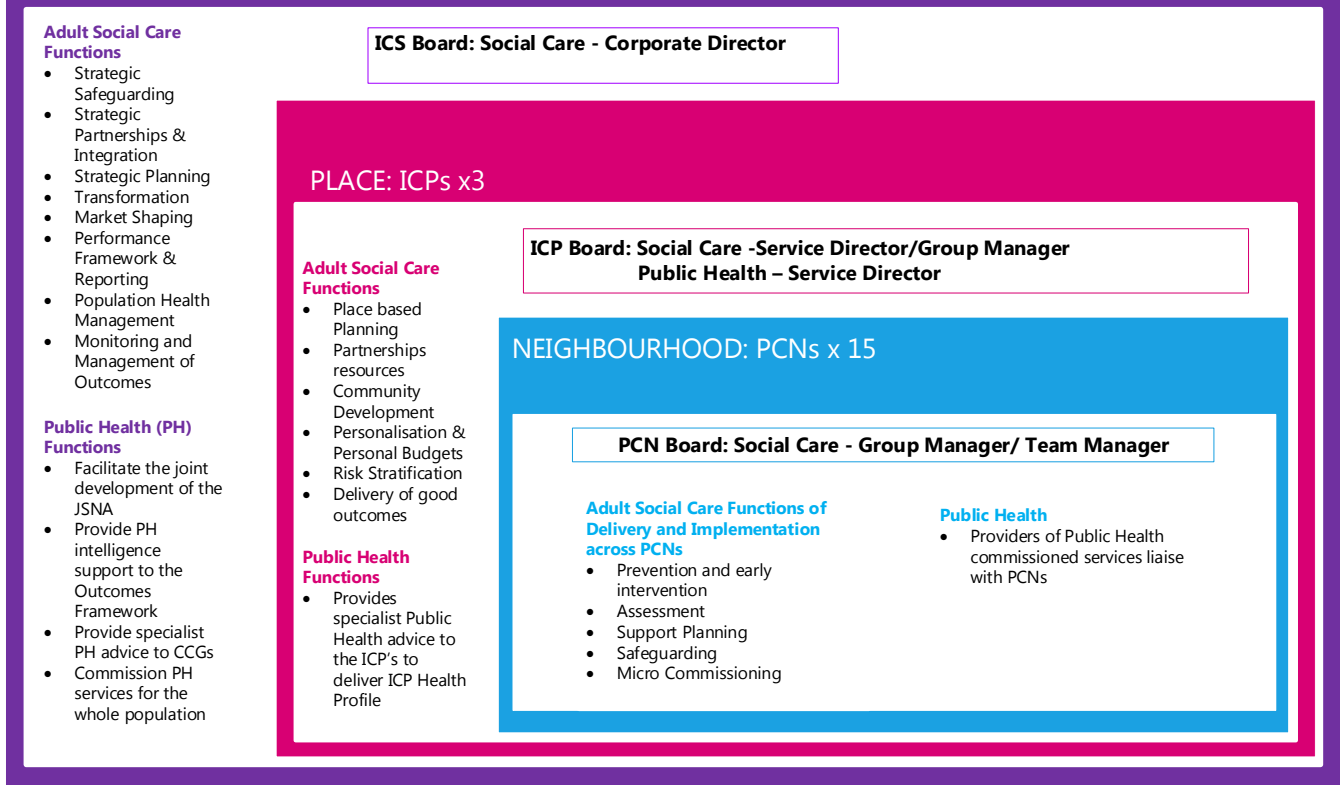 Adult Social Care
Functions
• Strategic
Safeguarding
• Strategic
Partnerships &
Integration
• Strategic Planning
• Transformation
• Market Shaping
• Performance
Framework &
Reporting
• Population Health
Management
• Monitoring and
Management of
Outcomes
Public Health (PH)
Functions
• Facilitate the joint
development of the
JSNA
• Provide PH
intelligence
support to the
Outcomes
Framework
• Provide specialist
PH advice to CCGs
• Commission PH
services for the
whole population
ICS Board: Social Care - Corporate Director
PLACE: ICPs x3
Adult Social Care
Functions
• Place based
Planning
• Partnerships
resources
• Community
Development
• Personalisation &
Personal Budgets
• Risk Stratification
• Delivery of good
outcomes
Public Health
Functions
• Provides
specialist Public
Health advice to
the ICP's to
deliver ICP Health
Profile
ICP Board: Social Care -Service Director/Group Manager
Public Health – Service Director
NEIGHBOURHOOD: PCNs x 15
PCN Board: Social Care - Group Manager/ Team Manager
Adult Social Care Functions of
Delivery and Implementation
across PCNs
• Prevention and early
intervention
• Assessment
• Support Planning
• Safeguarding
• Micro Commissioning
Public Health
• Providers of Public Health
commissioned services liaise
with PCNs